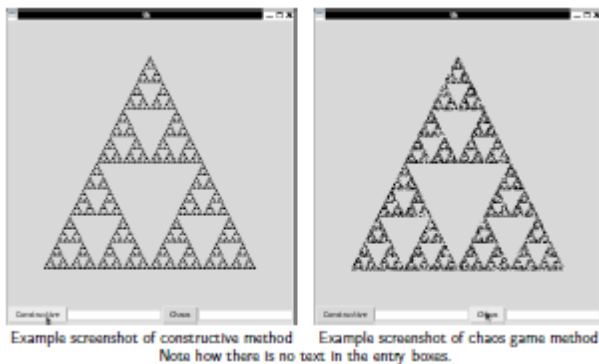 Constructive Chaos Constructive Chaos
Example screenshot of constructive method Example screenshot of chaos game method
Note how there is no text in the entry boxes.